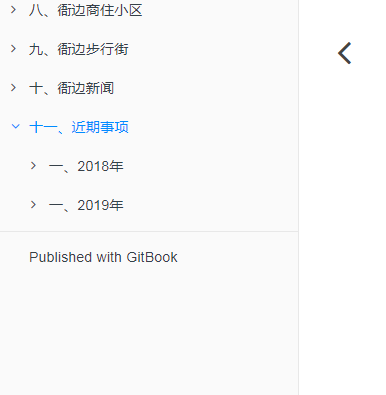 八、衙边商住小区
九、衙边步行街
十、衙边新闻
十一、近期事项
一、2018年
一、2019年
Published with GitBook